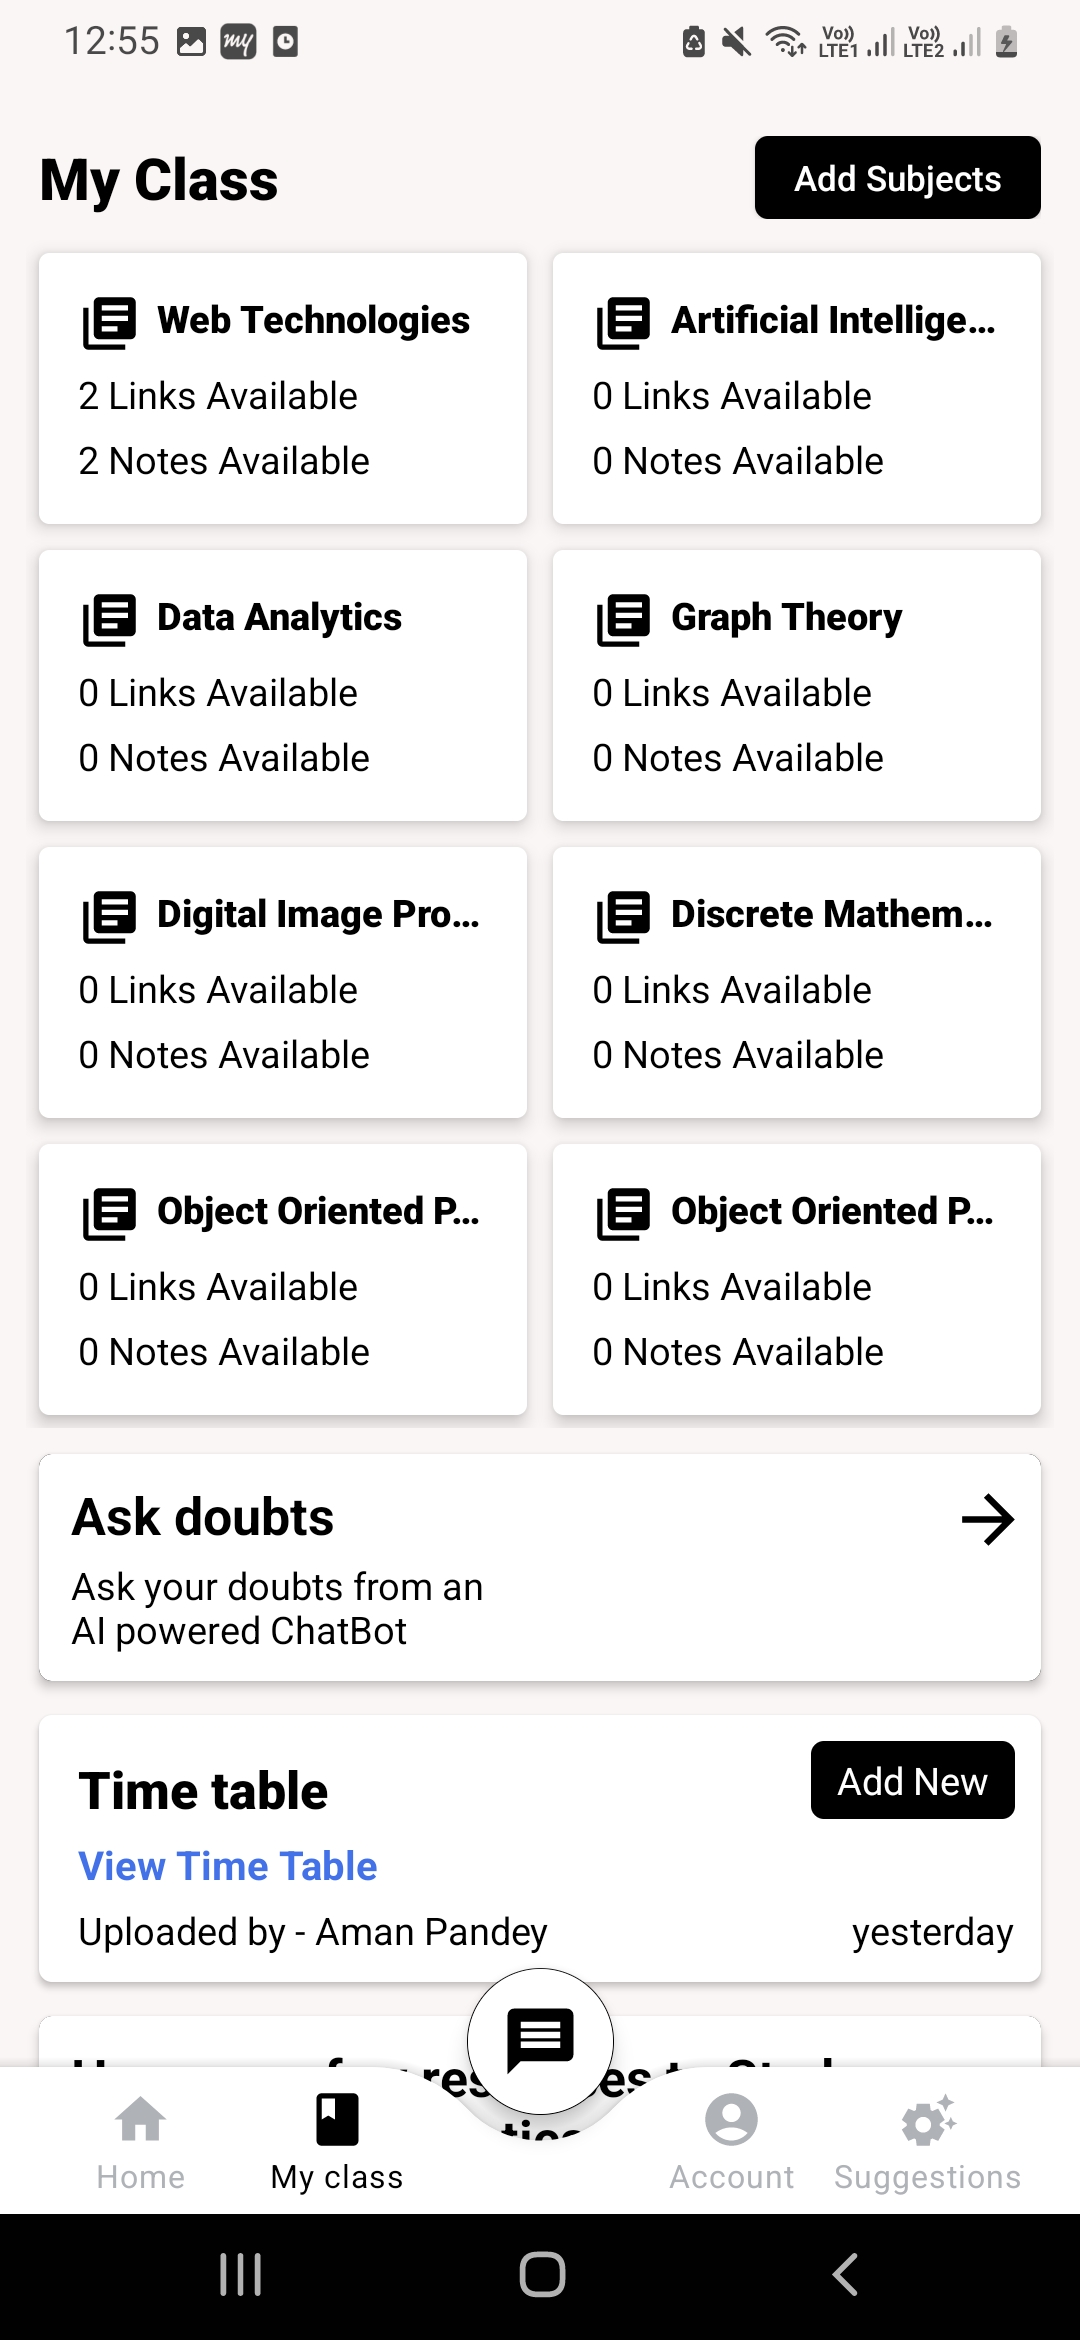 12:55 my Vo)) LTE1 Vo)) LTE2
My Class
Add Subjects
Web Technologies
2 Links Available
2 Notes Available
Artificial Intellige...
0 Links Available
0 Notes Available
Data Analytics
0 Links Available
0 Notes Available
Graph Theory
0 Links Available
0 Notes Available
Digital Image Pro...
0 Links Available
0 Notes Available
Discrete Mathem...
0 Links Available
0 Notes Available
Object Oriented P...
0 Links Available
0 Notes Available
Object Oriented P...
0 Links Available
0 Notes Available
Ask doubts
Ask your doubts from an
AI powered ChatBot
Time table
Add New
View Time Table
Uploaded by - Aman Pandey
yesterday
Home
My class
Account
Suggestions